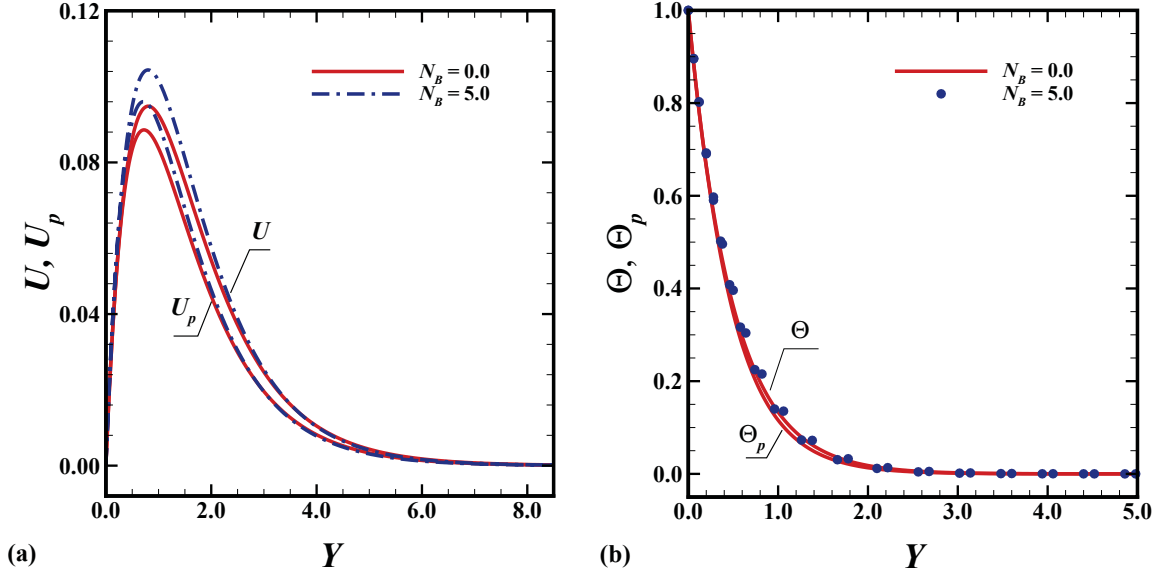 0.12
0.08
0.04
0.00
U, U_p
N_B = 0.0
N_B = 5.0
U
U_p
0.0 2.0 4.0 6.0 8.0
Y
(a)
1.0
0.8
0.6
0.4
0.2
0.0
Θ, Θ_p
N_B = 0.0
N_B = 5.0
Θ
Θ_p
0.0 1.0 2.0 3.0 4.0 5.0
Y
(b)